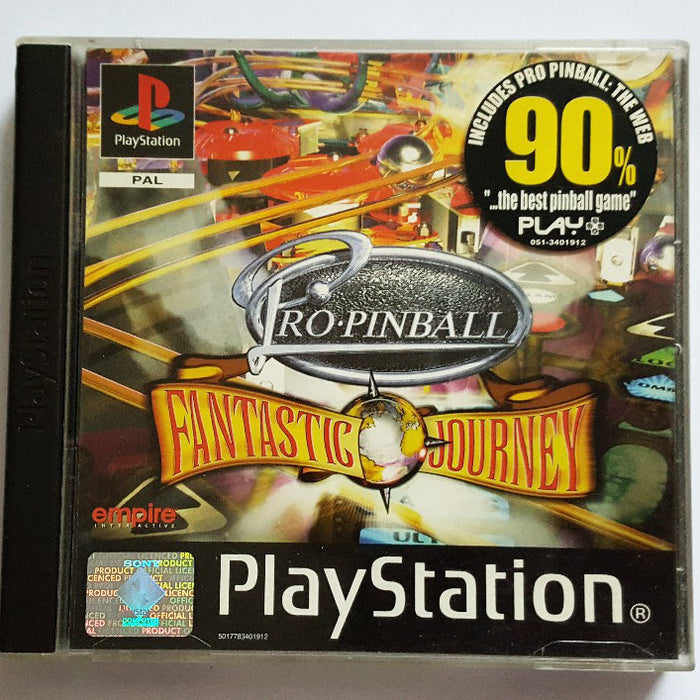 PlayStation
PAL
INCLUDES PRO PINBALL: THE WEB
90%
"...the best pinball game"
PLAY
051-3401912
PRO·PINBALL
FANTASTIC JOURNEY
empire
INTERACTIVE
SONY
PlayStation®
5017783401912
PlayStation